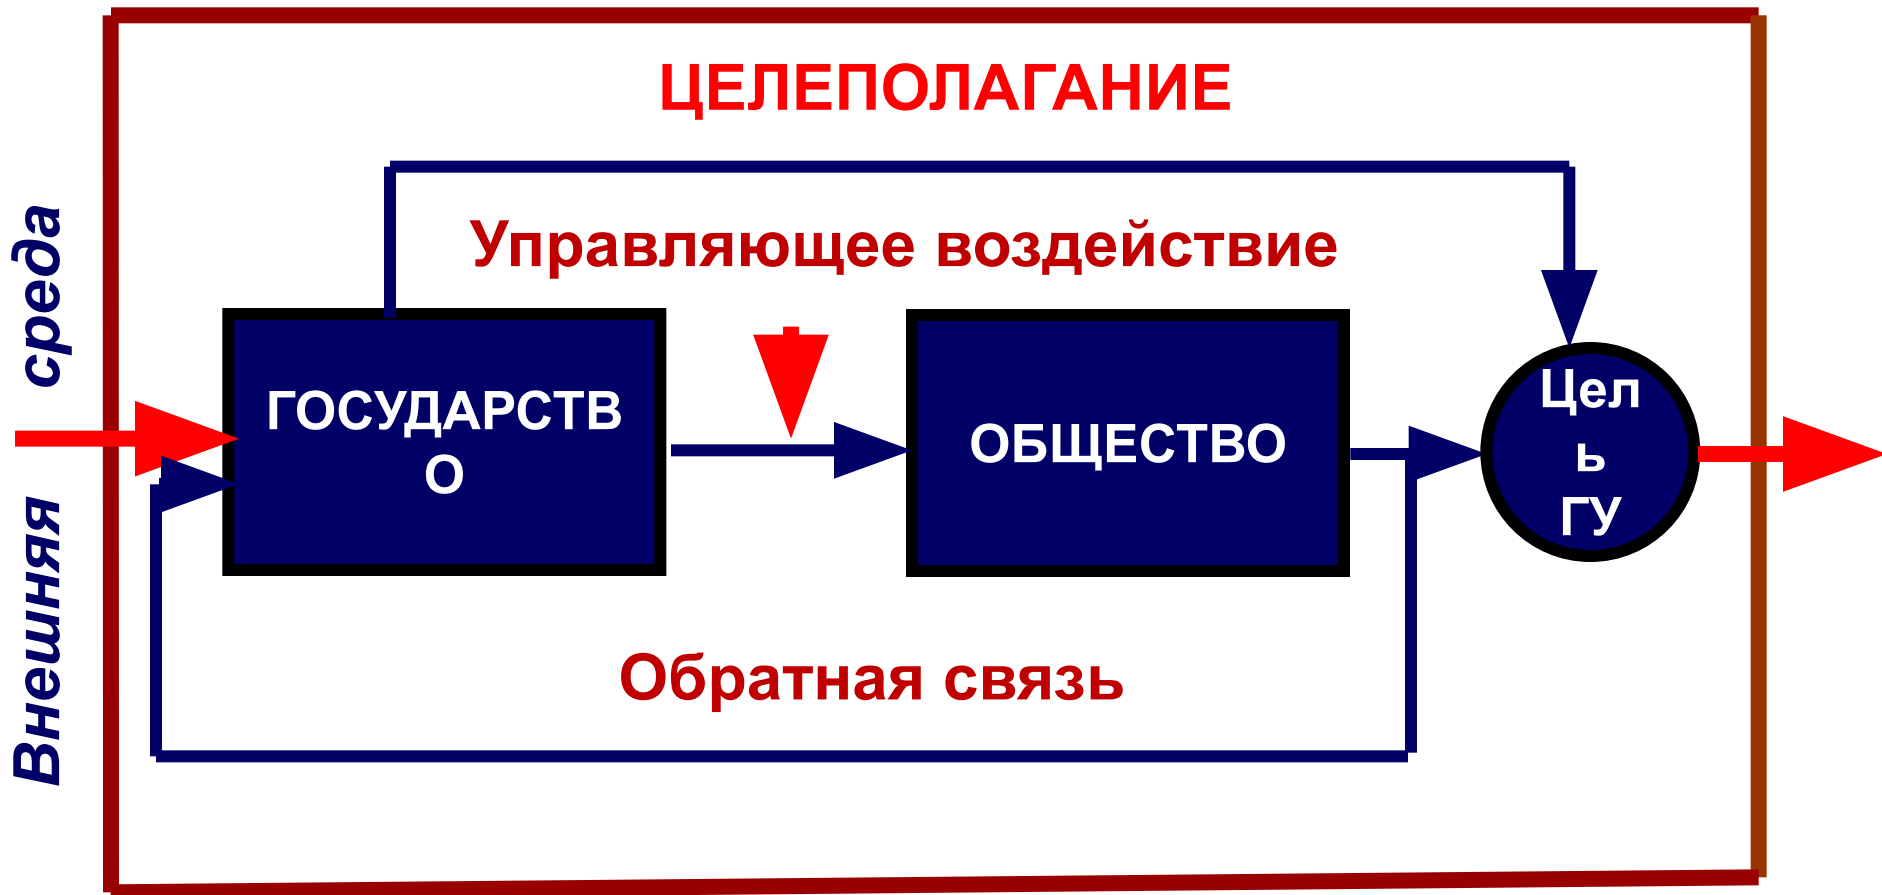 ЦЕЛЕПОЛАГАНИЕ
Управляющее воздействие
Внешняя среда
ГОСУДАРСТВ
О
ОБЩЕСТВО
Цел
ь
ГУ
Обратная связь